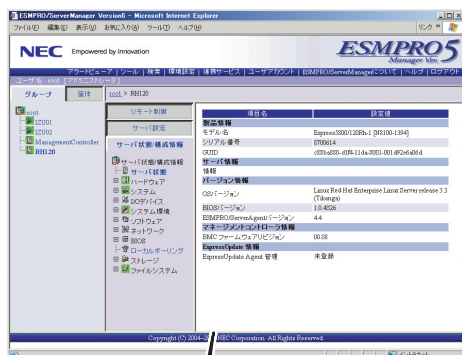 ESMPRO/ServerManager Version5 - Microsoft Internet Explorer
ファイル(F) 編集(E) 表示(V) お気に入り(A) ツール(T) ヘルプ(H) リンク
NEC Empowered by Innovation
ESMPRO5
Manager Ver.
アラートビューア | ツール | 検索 | 環境設定 | 連携サービス | ユーザアカウント | ESMPRO/ServerManagerについて | ヘルプ | ログアウト
ユーザ名: root [アドミニストレータ]
グループ 筐体
root > RH120
root
IZU01
IZU02
ManagementController
RH120
リモート制御
サーバ設定
サーバ状態/構成情報
サーバ状態/構成情報
サーバ状態
ハードウェア
システム
I/Oデバイス
システム環境
ソフトウェア
ネットワーク
BIOS
ローカルポーリング
ストレージ
ファイルシステム
項目名 設定値
製品情報
モデル名 Express5800/120Rh-1 [N8100-1394]
シリアル番号 8700614
GUID
サーバ情報
情報
バージョン情報
OSバージョン Linux Red Hat Enterprise Linux Server release 5.3 (Tikanga)
BIOSバージョン 1.0.4326
ESMPRO/ServerAgentバージョン 4.4
マネージメントコントローラ情報
BMC ファームウェアリビジョン 00.08
ExpressUpdate 情報
ExpressUpdate Agent 管理 未登録
Copyright (C) 2004-20 NEC Corporation. All Rights Reserved.
イントラネット